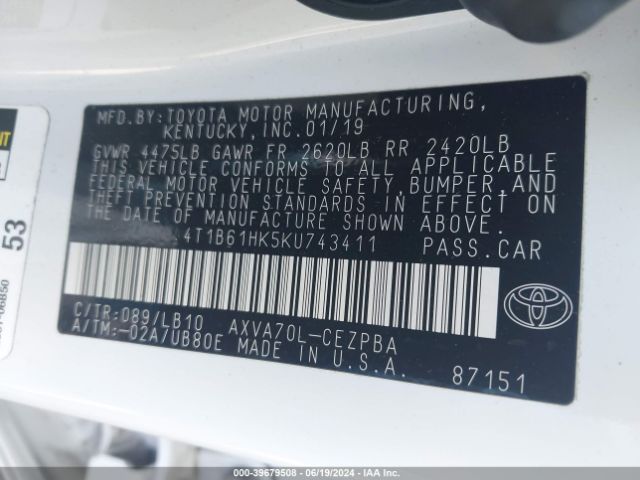 MFD.BY:TOYOTA MOTOR MANUFACTURING,
KENTUCKY,INC.01/19
GVWR 4475LB GAWR FR 2620LB RR 2420LB
THIS VEHICLE CONFORMS TO ALL APPLICABLE
FEDERAL MOTOR VEHICLE SAFETY,BUMPER,AND
THEFT PREVENTION STANDARDS IN EFFECT ON
THE DATE OF MANUFACTURE SHOWN ABOVE.
4T1B61HK5KU743411 PASS.CAR
C/TR:089/LB10 AXVA70L-CEZPBA
A/TM:-02A/UB80E MADE IN U.S.A.
87151
53
000-39679508 - 06/19/2024 - IAA Inc.